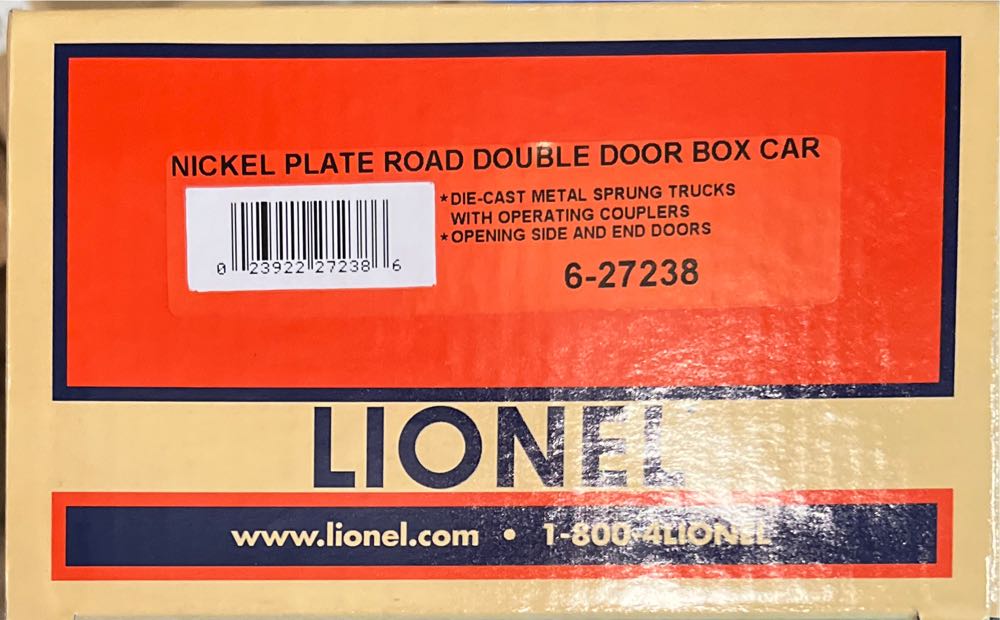 NICKEL PLATE ROAD DOUBLE DOOR BOX CAR
*DIE-CAST METAL SPRUNG TRUCKS
WITH OPERATING COUPLERS
*OPENING SIDE AND END DOORS
0 23922 27238 6
6-27238
LIONEL
www.lionel.com • 1-800-4LIONEL